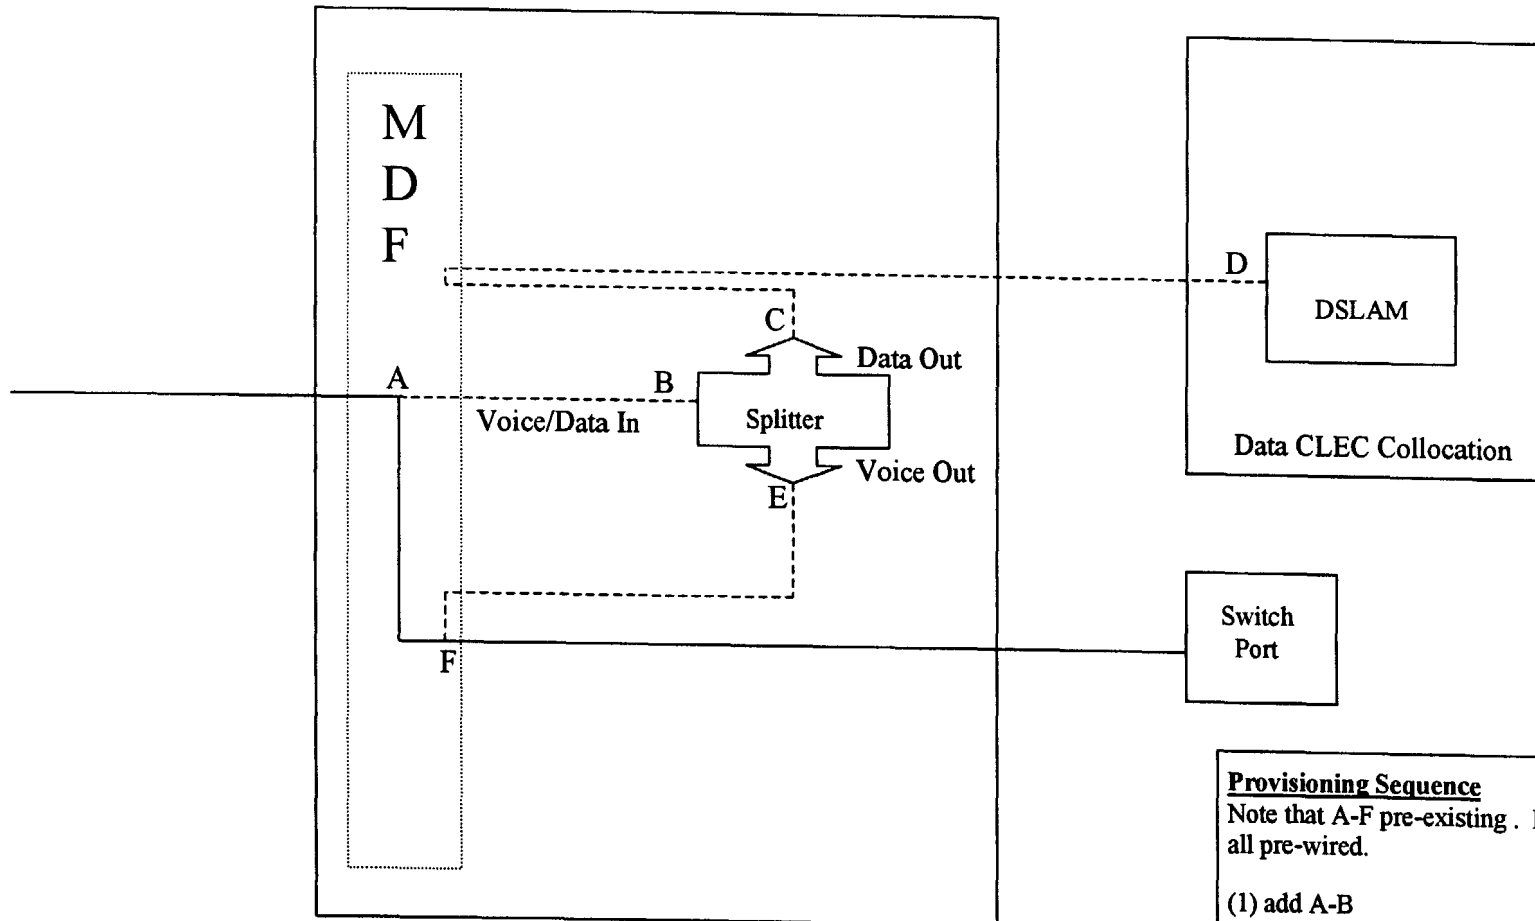 M
D
F
D
DSLAM
C
Data Out
A
B
Voice/Data In
Splitter
Data CLEC Collocation
Voice Out
E
Switch
Port
F
Provisioning Sequence
Note that A-F pre-existing .
all pre-wired.
(1) add A-B